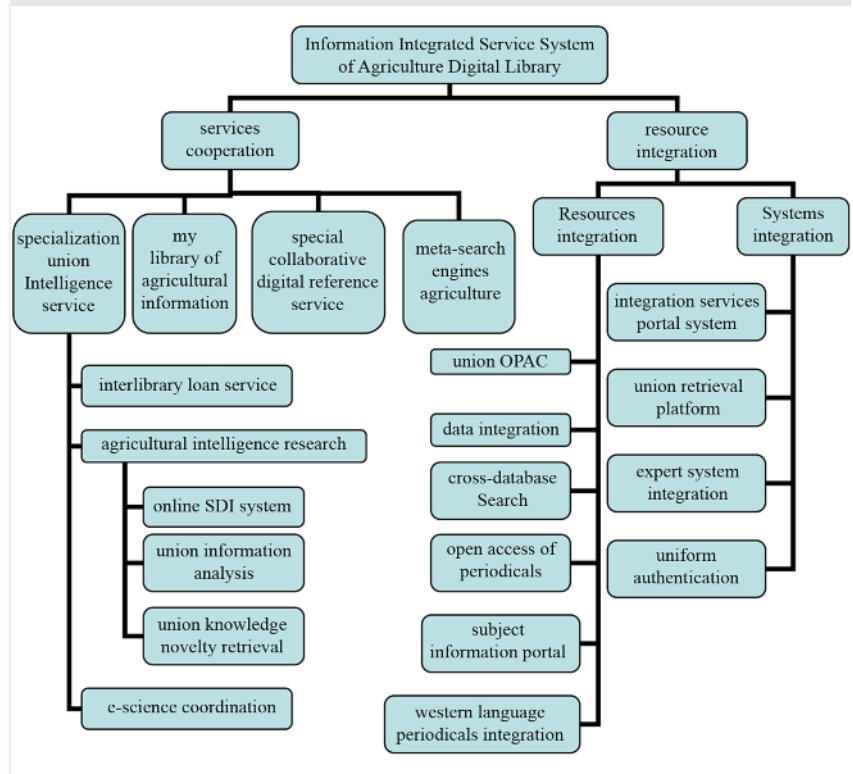 Information Integrated Service System
of Agriculture Digital Library
services
cooperation
resource
integration
specialization
union
Intelligence
service
my
library of
agricultural
information
special
collaborative
digital reference
service
meta-search
engines
agriculture
Resources
integration
Systems
integration
interlibrary loan service
agricultural intelligence research
online SDI system
union information
analysis
union knowledge
novelty retrieval
e-science coordination
union OPAC
data integration
cross-database
Search
open access of
periodicals
subject
information portal
western language
periodicals integration
integration services
portal system
union retrieval
platform
expert system
integration
uniform
authentication